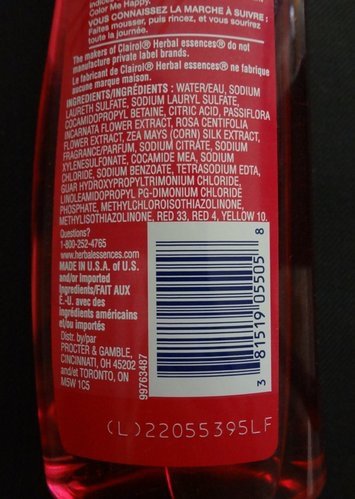 Color Me Happy.
VOUS CONNAISSEZ LA MARCHE À SUIVRE :
Faites mousser, puis rincez, et vous sourirez
toute la journée.
The makers of Clairol® Herbal essences® do not
manufacture private label brands.
Le fabricant de Clairol® Herbal essences® ne fabrique
aucune marque maison.
INGREDIENTS/INGRÉDIENTS : WATER/EAU, SODIUM
LAURETH SULFATE, SODIUM LAURYL SULFATE,
COCAMIDOPROPYL BETAINE, CITRIC ACID, PASSIFLORA
INCARNATA FLOWER EXTRACT, ROSA CENTIFOLIA
FLOWER EXTRACT, ZEA MAYS (CORN) SILK EXTRACT,
FRAGRANCE/PARFUM, SODIUM CITRATE, SODIUM
XYLENESULFONATE, COCAMIDE MEA, SODIUM
CHLORIDE, SODIUM BENZOATE, TETRASODIUM EDTA,
GUAR HYDROXYPROPYLTRIMONIUM CHLORIDE,
LINOLEAMIDOPROPYL PG-DIMONIUM CHLORIDE
PHOSPHATE, METHYLCHLOROISOTHIAZOLINONE,
METHYLISOTHIAZOLINONE, RED 33, RED 4, YELLOW 10.
Questions?
1-800-252-4765
www.herbalessences.com
MADE IN U.S.A. of U.S.
and/or Imported
Ingredients/FAIT AUX
É.-U. avec des
ingrédients américains
et/ou importés
Distr. by/par
PROCTER & GAMBLE,
CINCINNATI, OH 45202
and/et TORONTO, ON
M5W 1C5
99763487
3 81519 05505 8
(L)22055395LF